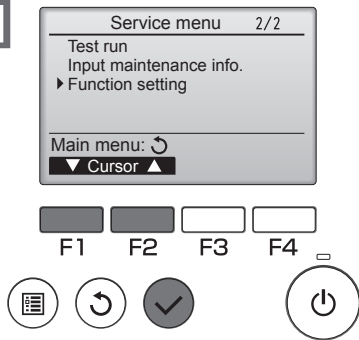 Service menu 2/2
Test run
Input maintenance info.
Function setting
Main menu:
Cursor
F1 F2 F3 F4